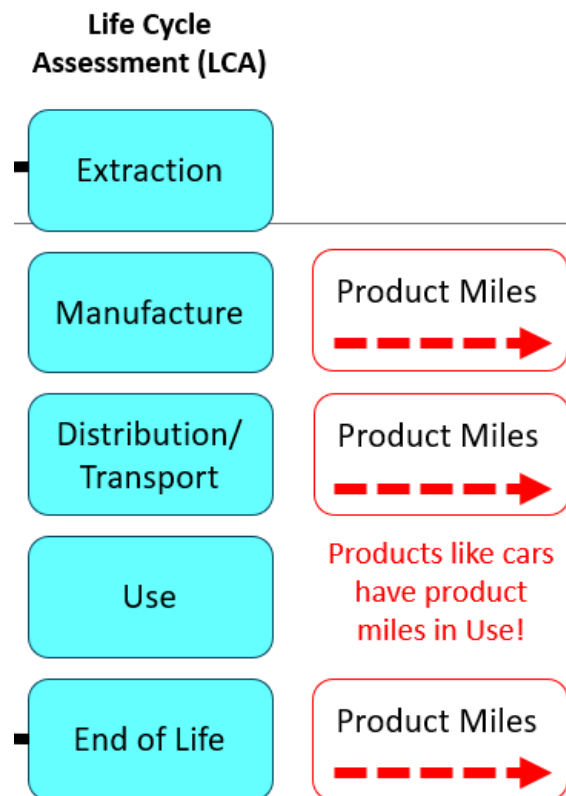 Life Cycle
Assessment (LCA)
Extraction
Manufacture
Product Miles
Distribution/
Transport
Product Miles
Use
Products like cars
have product
miles in Use!
End of Life
Product Miles